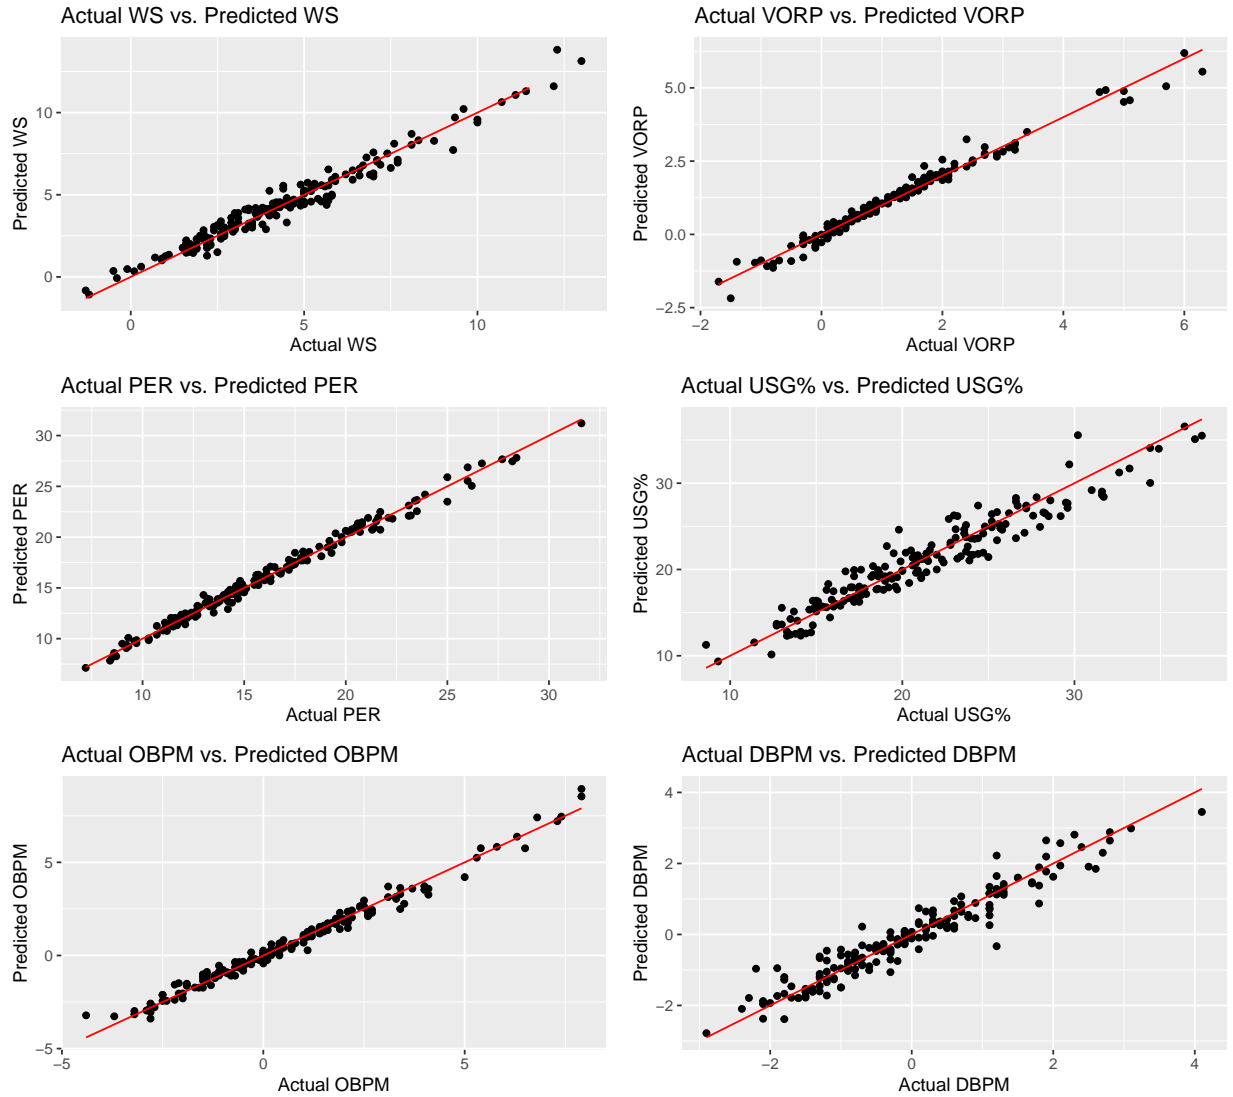 Actual WS vs. Predicted WS
Predicted WS
10
5
0
0
5
10
Actual WS
Actual VORP vs. Predicted VORP
Predicted VORP
5.0
2.5
0.0
−2.5
−2
0
2
4
6
Actual VORP
Actual PER vs. Predicted PER
Predicted PER
30
25
20
15
10
10
15
20
25
30
Actual PER
Actual USG% vs. Predicted USG%
Predicted USG%
30
20
10
10
20
30
Actual USG%
Actual OBPM vs. Predicted OBPM
Predicted OBPM
5
0
−5
−5
0
5
Actual OBPM
Actual DBPM vs. Predicted DBPM
Predicted DBPM
4
2
0
−2
−2
0
2
4
Actual DBPM